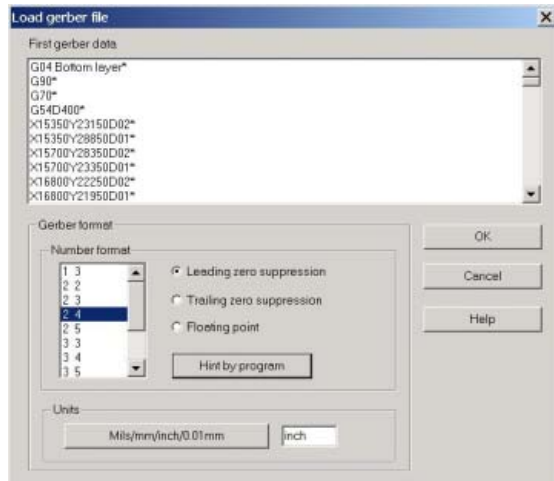 Load gerber file
First gerber data
G04 Bottom layer*
G90*
G70*
G54D400*
X15350Y23150D02*
X15350Y28850D01*
X15700Y28350D02*
X15700Y23350D01*
X16800Y22250D02*
X16800Y21950D01*
Gerber format
Number format
1 3
2 2
2 3
2 4
2 5
3 3
3 4
3 5
Leading zero suppression
Trailing zero suppression
Floating point
Hint by program
OK
Cancel
Help
Units
Mils/mm/inch/0.01mm
inch